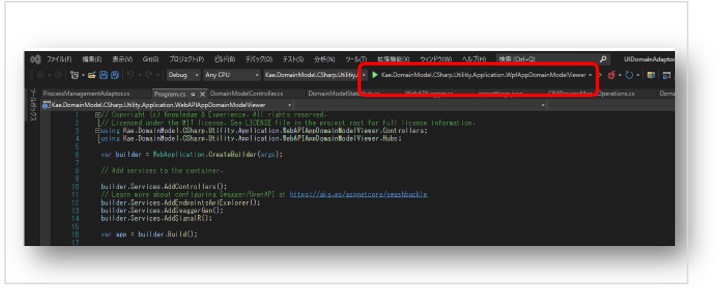 ファイル(F) 編集(E) 表示(V) Git(G) プロジェクト(P) ビルド(B) デバッグ(D) テスト(S) 分析(N) ツール(T) 拡張機能(X) ウィンドウ(W) ヘルプ(H) 検索 (Ctrl+Q) UIDomainAdaptor
Debug Any CPU Kae.DomainModel.CSharp.Utility. Kae.DomainModel.CSharp.Utility.Application.WpfAppDomainModelViewer
ツールボックス
ProcessManagementAdaptor.cs Program.cs DomainModelController.cs
Kae.DomainModel.CSharp.Utility.Application.WebAPIAppDomainModelViewer
1 // Copyright (c) Knowledge & Experience. All rights reserved.
2 // Licensed under the MIT license. See LICENSE file in the project root for full license information.
3 using Kae.DomainModel.CSharp.Utility.Application.WebAPIAppDomainModelViewer.Controllers;
4 using Kae.DomainModel.CSharp.Utility.Application.WebAPIAppDomainModelViewer.Hubs;
5
6 var builder = WebApplication.CreateBuilder(args);
7
8 // Add services to the container.
9
10 builder.Services.AddControllers();
11 // Learn more about configuring Swagger/OpenAPI at https://aka.ms/aspnetcore/swashbuckle
12 builder.Services.AddEndpointsApiExplorer();
13 builder.Services.AddSwaggerGen();
14 builder.Services.AddSignalR();
15
16 var app = builder.Build();
17